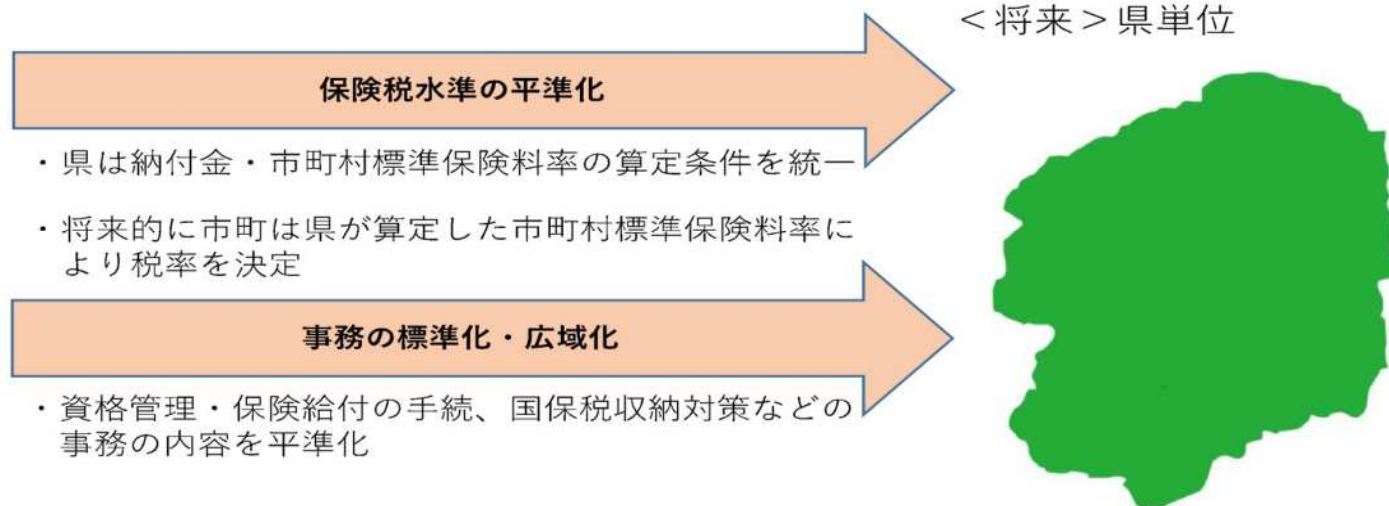 ＜将来＞県単位
保険税水準の平準化
・県は納付金・市町村標準保険料率の算定条件を統一
・将来的に市町は県が算定した市町村標準保険料率に
より税率を決定
事務の標準化・広域化
・資格管理・保険給付の手続、国保税収納対策などの
事務の内容を平準化